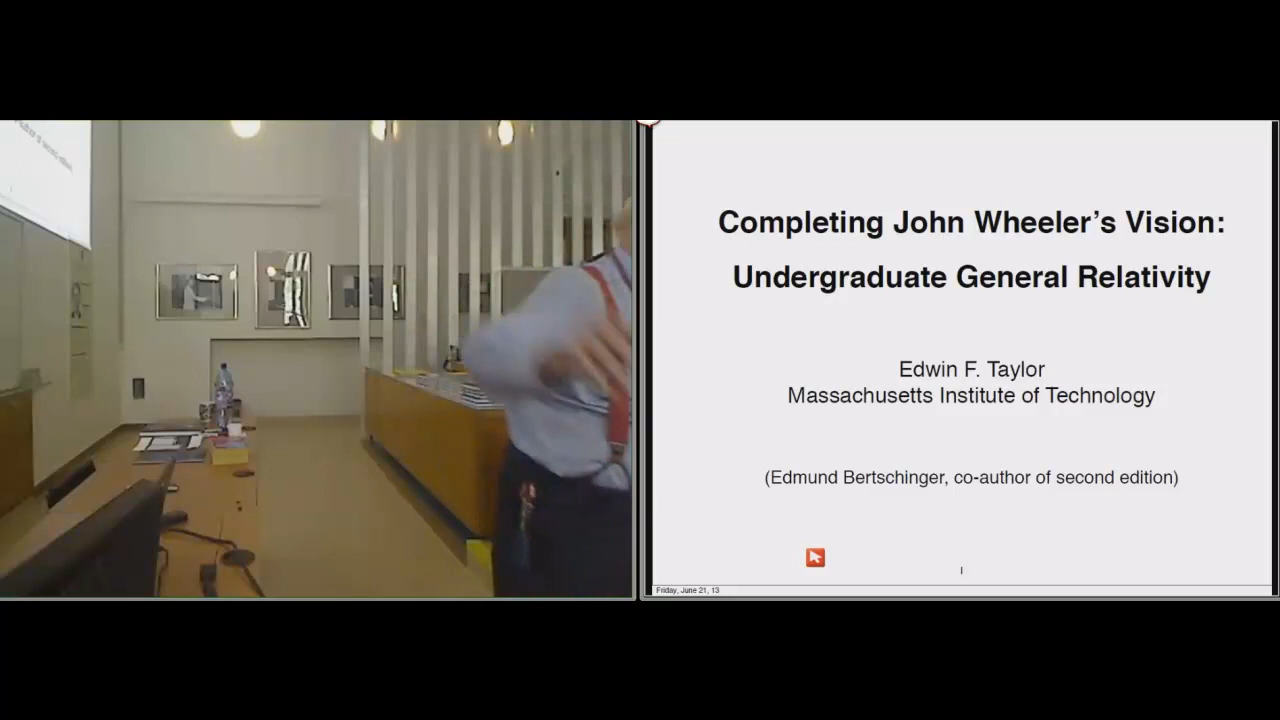 Completing John Wheeler’s Vision:
Undergraduate General Relativity
Edwin F. Taylor
Massachusetts Institute of Technology
(Edmund Bertschinger, co-author of second edition)
1
Friday, June 21, 13